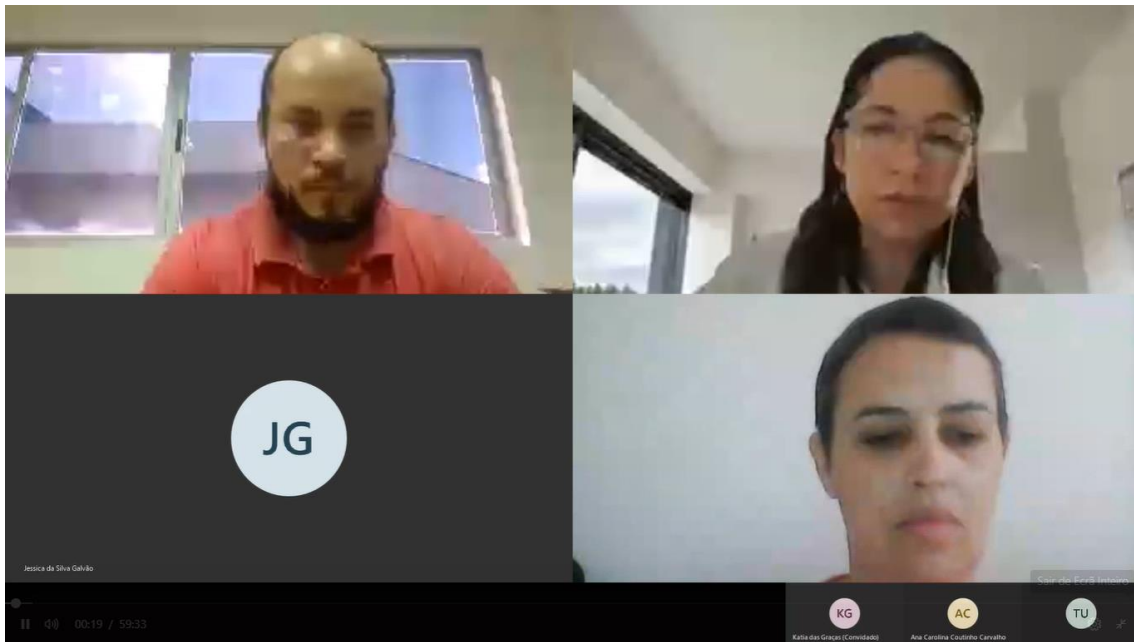 JG
Jessica da Silva Galvão
Sair de Ecrã Inteiro
KG
AC
TU
00:19 / 59:33
Katia das Graças (Convidado)
Ana Carolina Coutinho Carvalho